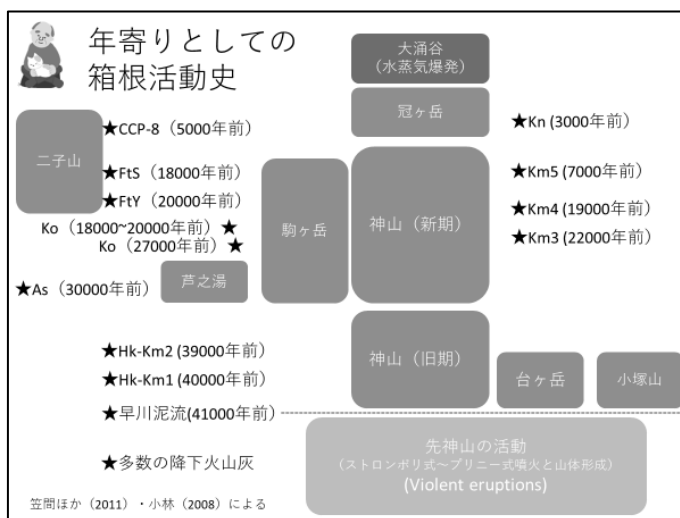 年寄りとしての
箱根活動史
大涌谷
（水蒸気爆発）
冠ヶ岳
二子山
★CCP-8（5000年前）
★FtS（18000年前）
★FtY（20000年前）
Ko（18000~20000年前）★
Ko（27000年前）★
★As（30000年前）
芦之湯
駒ヶ岳
神山（新期）
★Kn (3000年前)
★Km5 (7000年前)
★Km4 (19000年前)
★Km3 (22000年前)
★Hk-Km2 (39000年前)
★Hk-Km1 (40000年前)
★早川泥流(41000年前)
神山（旧期）
台ヶ岳
小塚山
★多数の降下火山灰
先神山の活動
（ストロンボリ式～プリニー式噴火と山体形成）
(Violent eruptions)
笠間ほか（2011）・小林（2008）による